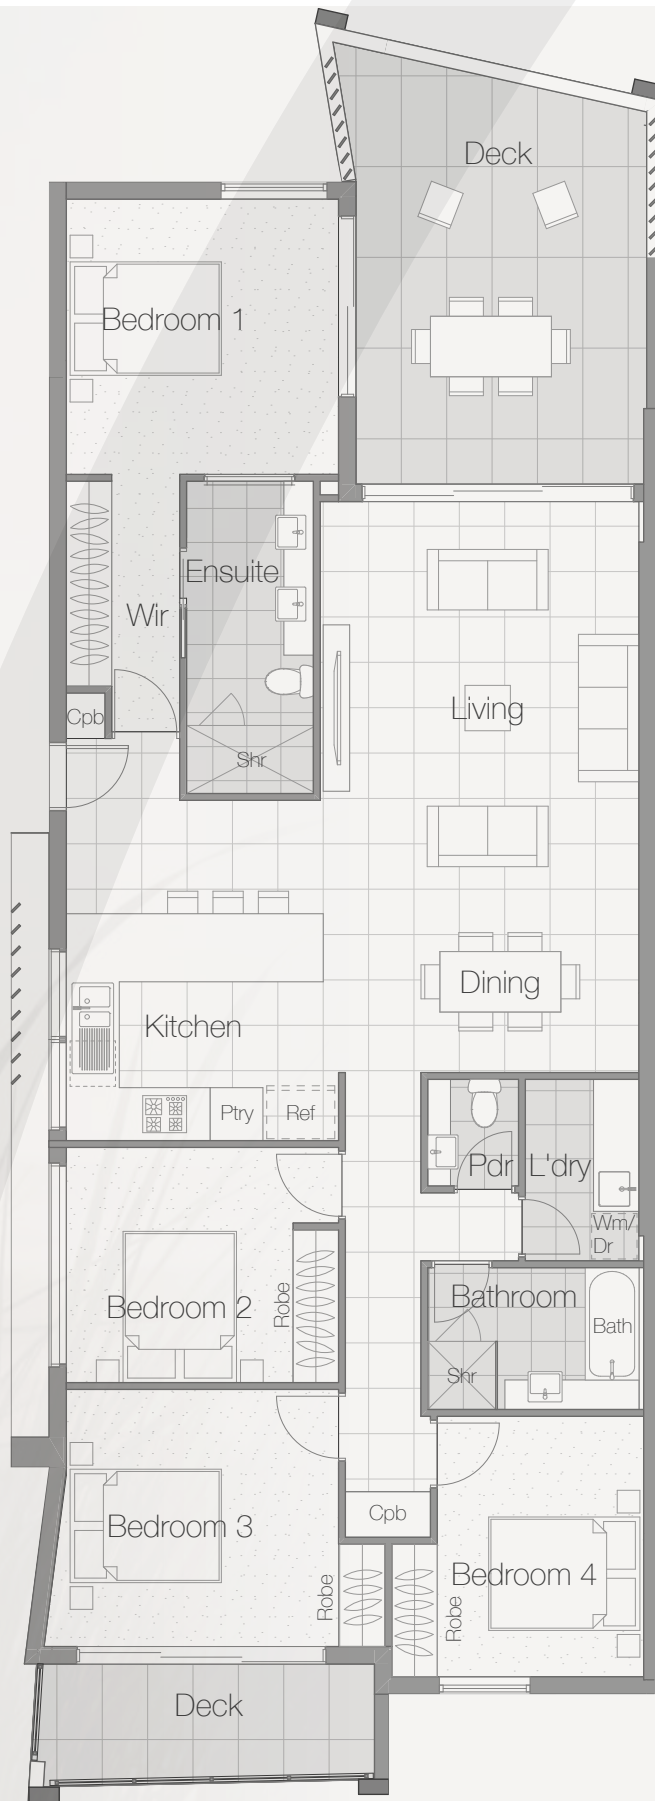 Deck
Bedroom 1
Ensuite
Wir
Living
Cpb
Shr
Dining
Kitchen
Ptry
Ref
Pdr
L'dry
Wm/
Dr
Bedroom 2
Robe
Bathroom
Bath
Shr
Cpb
Bedroom 3
Robe
Bedroom 4
Robe
Deck